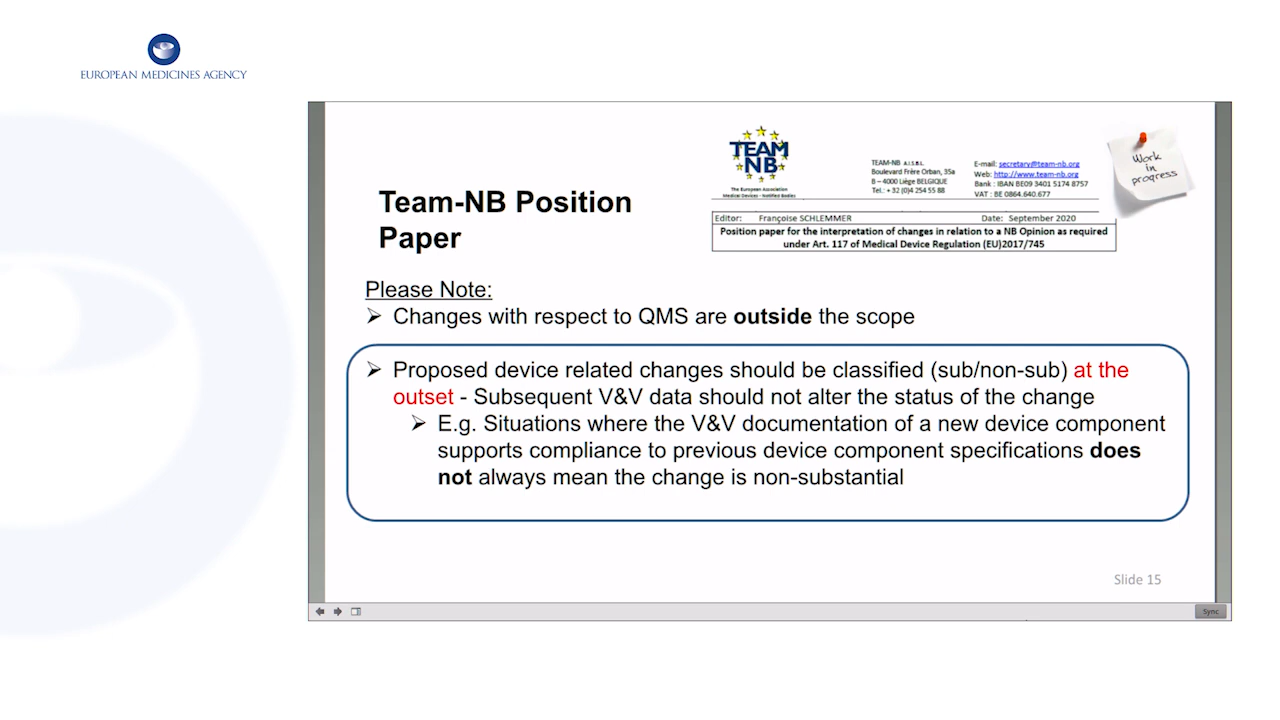 EUROPEAN MEDICINES AGENCY
TEAM
NB
The European Association
Medical Devices - Notified Bodies
TEAM-NB A.I.S.B.L.
Boulevard Frère Orban, 35a
B – 4000 Liège BELGIQUE
Tel.: + 32 (0)4 254 55 88
E-mail: secretary@team-nb.org
Web: http://www.team-nb.org
Bank : IBAN BE09 3401 5174 8757
VAT : BE 0864.640.677
Work
in
progress
Team-NB Position
Paper
Editor: Françoise SCHLEMMER Date: September 2020
Position paper for the interpretation of changes in relation to a NB Opinion as required
under Art. 117 of Medical Device Regulation (EU)2017/745
Please Note:
➢ Changes with respect to QMS are outside the scope
➢ Proposed device related changes should be classified (sub/non-sub) at the
outset - Subsequent V&V data should not alter the status of the change
➢ E.g. Situations where the V&V documentation of a new device component
supports compliance to previous device component specifications does
not always mean the change is non-substantial
Slide 15
Sync